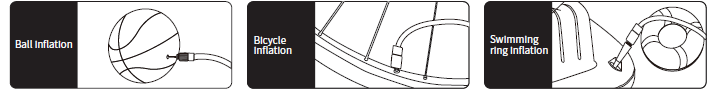 Ball inflation
Bicycle
inflation
Swimming
ring inflation